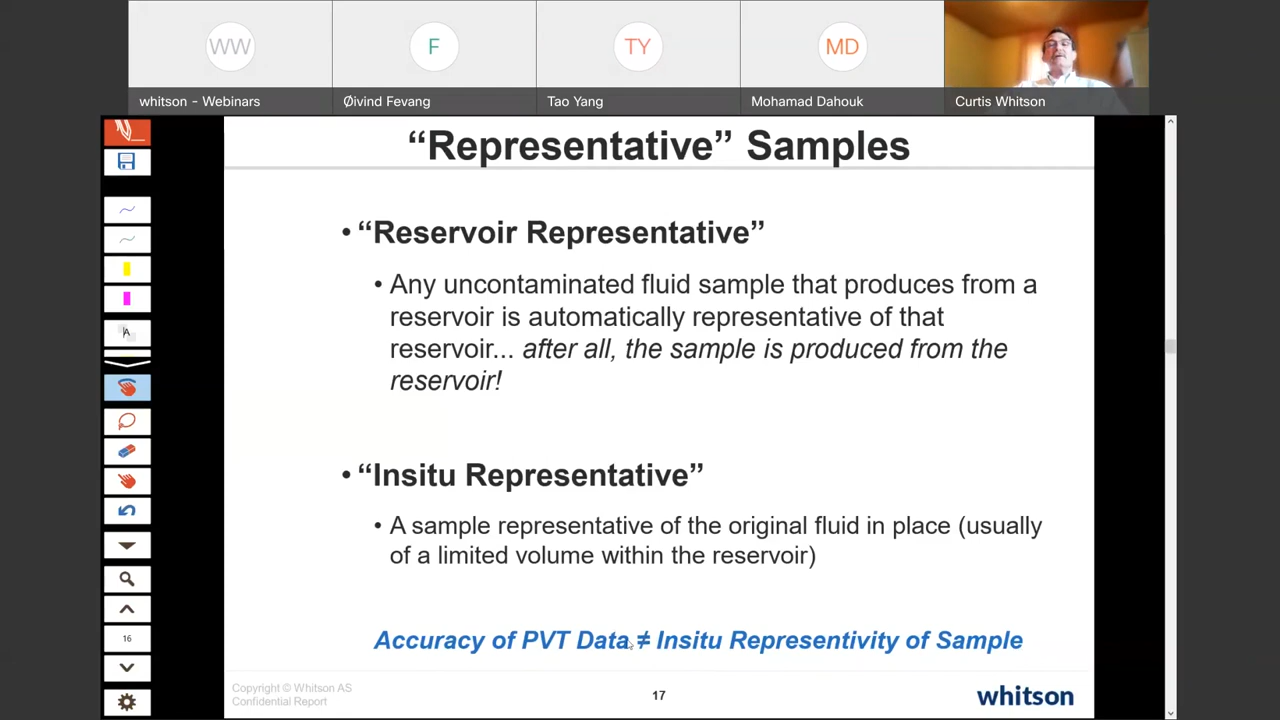 WW
F
TY
MD
whitson - Webinars
Øivind Fevang
Tao Yang
Mohamad Dahouk
Curtis Whitson
“Representative” Samples
• “Reservoir Representative”
• Any uncontaminated fluid sample that produces from a
reservoir is automatically representative of that
reservoir... after all, the sample is produced from the
reservoir!
• “Insitu Representative”
• A sample representative of the original fluid in place (usually
of a limited volume within the reservoir)
Accuracy of PVT Data ≠ Insitu Representivity of Sample
A
16
Copyright © Whitson AS
Confidential Report
17
whitson